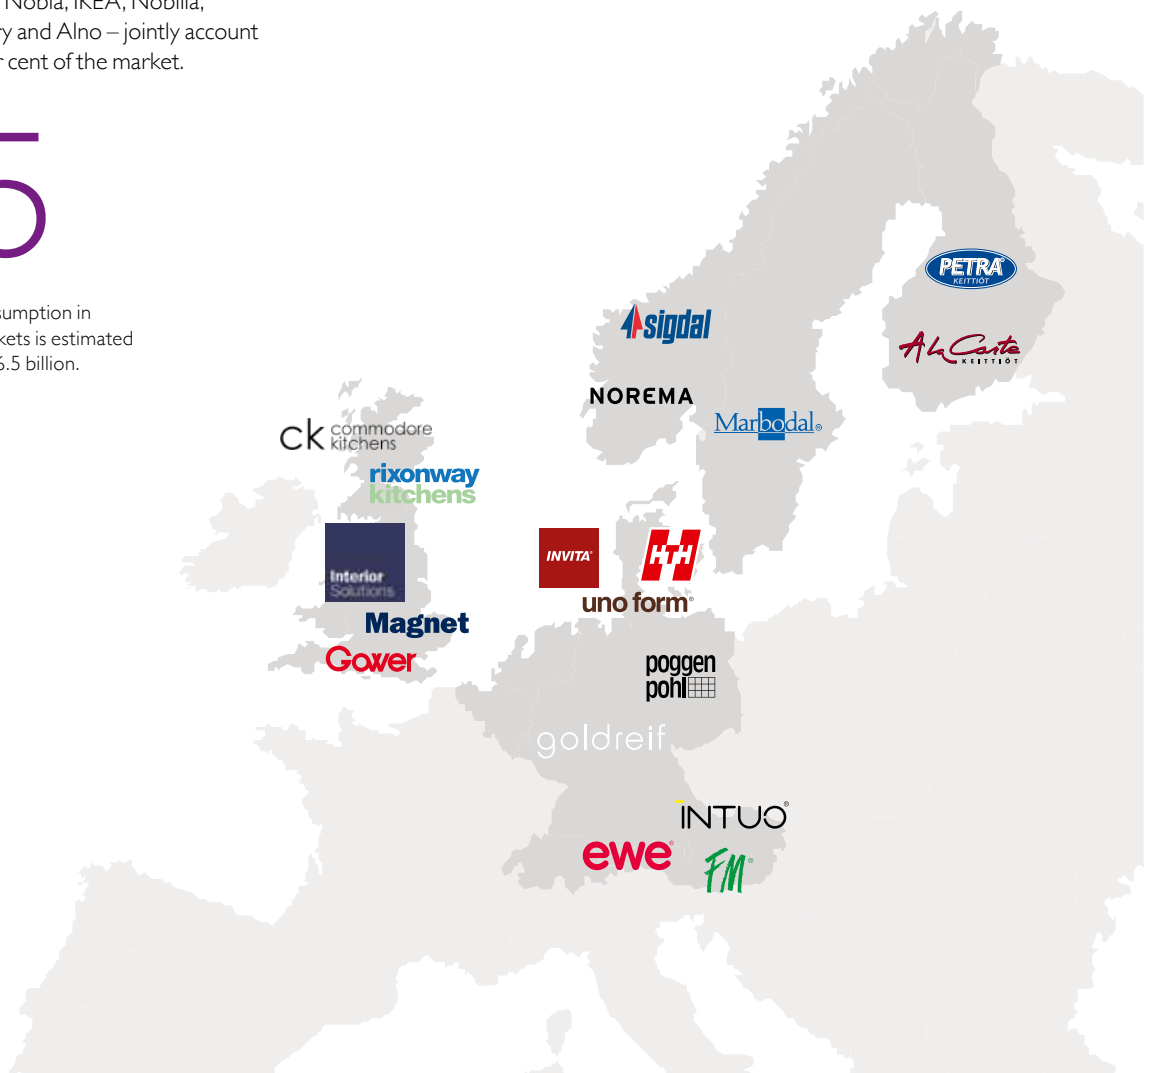 Nobia, IKEA, Nobilia,
and Alno – jointly account
cent of the market.
5
in
is estimated
6.5 billion.
PETRA®
KEITTIÖT
sigdal
A la Carte
KEITTIÖT
NOREMA
Marbodal®
ck commodore
kitchens
rixonway
kitchens
Interior
Solutions
INVITA®
HTH
uno form®
Magnet
Gower
poggen
pohl
goldreif
INTUO®
ewe®
FM®